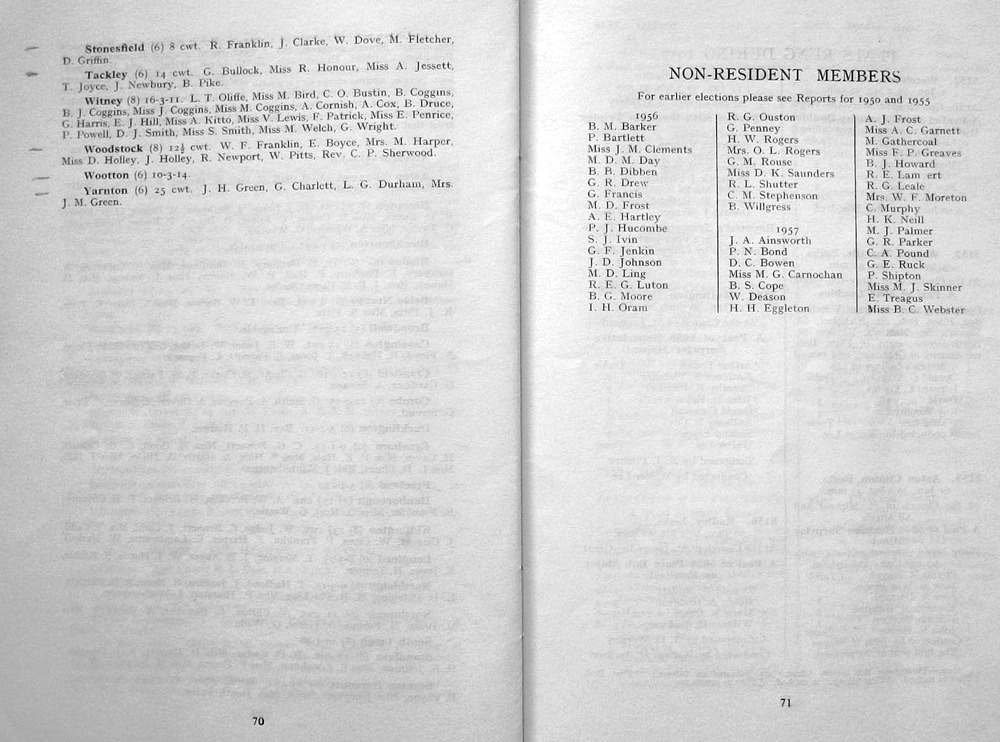 Stonesfield (6) 8 cwt. R. Franklin, J. Clarke, W. Dove, M. Fletcher,
D. Griffin.
Tackley (6) 14 cwt. G. Bullock, Miss R. Honour, Miss A. Jessett,
T. Joyce, J. Newbury, B. Pike.
Witney (8) 16-3-11. L. T. Oliffe, Miss M. Bird, C. O. Bustin, B. Coggins,
B. J. Coggins, Miss J. Coggins, Miss M. Coggins, A. Cornish, A. Cox, B. Druce,
G. Harris, E. J. Hill, Miss A. Kitto, Miss V. Lewis, F. Patrick, Miss E. Penrice,
P. Powell, D. J. Smith, Miss S. Smith, Miss M. Welch, G. Wright.
Woodstock (8) 12½ cwt. W. F. Franklin, E. Boyce, Mrs. M. Harper,
Miss D. Holley, J. Holley, R. Newport, W. Pitts, Rev. C. P. Sherwood.
Wootton (6) 10-3-14.
Yarnton (6) 25 cwt. J. H. Green, G. Charlett, L. G. Durham, Mrs.
J. M. Green.
70
NON-RESIDENT MEMBERS
For earlier elections please see Reports for 1950 and 1955
1956
B. M. Barker
P. Bartlett
Miss J. M. Clements
M. D. M. Day
B. B. Dibben
G. R. Drew
G. Francis
M. D. Frost
A. E. Hartley
P. J. Hucombe
S. J. Ivin
G. F. Jenkin
J. D. Johnson
M. D. Ling
R. E. G. Luton
B. G. Moore
I. H. Oram
R. G. Ouston
G. Penney
H. W. Rogers
Mrs. O. L. Rogers
G. M. Rouse
Miss D. K. Saunders
R. L. Shutter
C. M. Stephenson
B. Willgress
1957
J. A. Ainsworth
P. N. Bond
D. C. Bowen
Miss M. G. Carnochan
B. S. Cope
W. Deason
H. H. Eggleton
A. J. Frost
Miss A. C. Garnett
M. Gathercoal
Miss F. P. Greaves
B. J. Howard
R. E. Lam ert
R. G. Leale
Mrs. W. F. Moreton
C. Murphy
H. K. Neill
M. J. Palmer
G. R. Parker
C. A. Pound
G. E. Ruck
P. Shipton
Miss M. J. Skinner
E. Treagus
Miss B. C. Webster
71